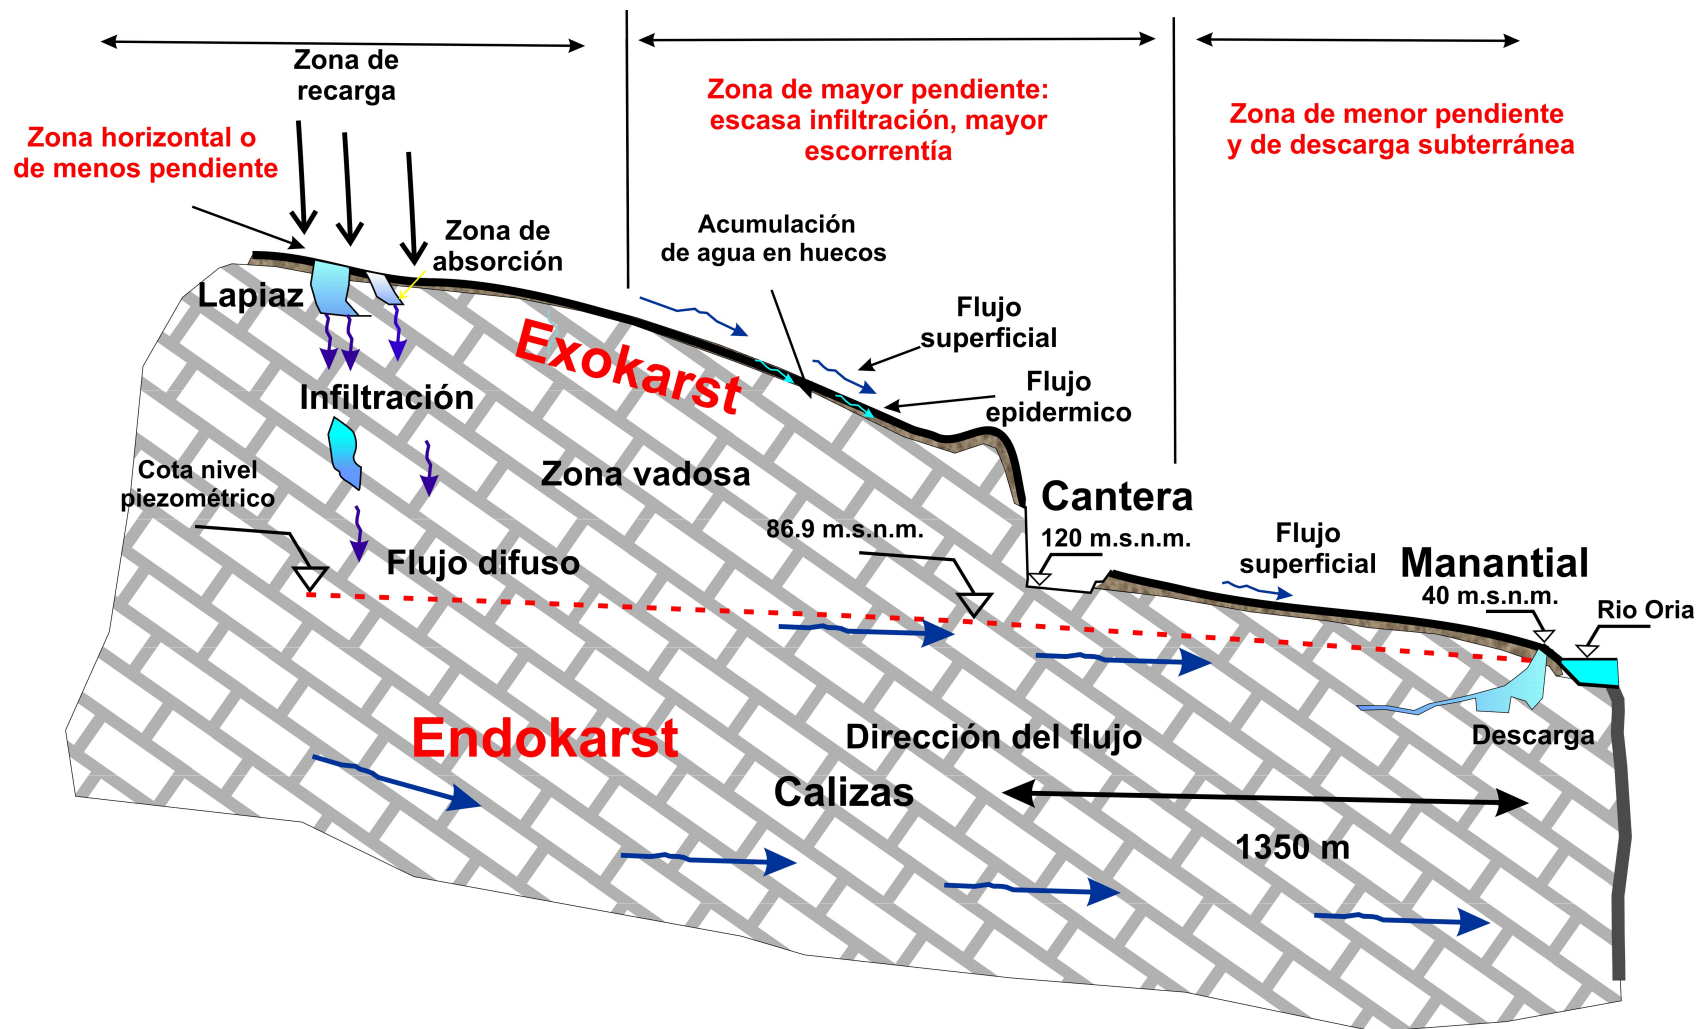 Zona de
recarga
Zona horizontal o
de menos pendiente
Zona de mayor pendiente:
escasa infiltración, mayor
escorrentía
Zona de menor pendiente
y de descarga subterránea
Zona de
absorción
Acumulación
de agua en huecos
Lapiaz
Flujo
superficial
Exokarst
Flujo
epidermico
Infiltración
Cota nivel
piezométrico
Zona vadosa
Cantera
120 m.s.n.m.
86.9 m.s.n.m.
Flujo difuso
Flujo
superficial
Manantial
40 m.s.n.m.
Rio Oria
Endokarst
Dirección del flujo
Descarga
Calizas
1350 m